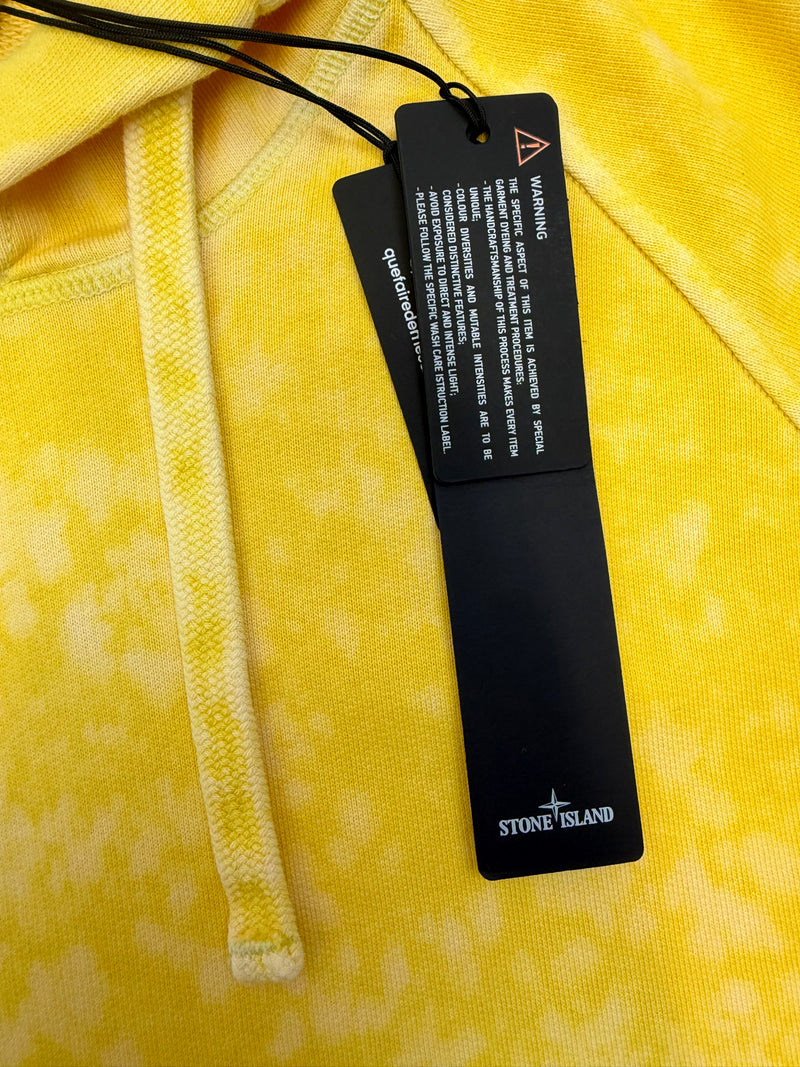 WARNING
THE SPECIFIC ASPECT OF THIS ITEM IS ACHIEVED BY SPECIAL
GARMENT DYEING AND TREATMENT PROCEDURES:
-THE HANDCRAFTSMANSHIP OF THIS PROCESS MAKES EVERY ITEM
UNIQUE;
-COLOUR DIVERSITIES AND MUTABLE INTENSITIES ARE TO BE
CONSIDERED DISTINCTIVE FEATURES;
-AVOID EXPOSURE TO DIRECT AND INTENSE LIGHT;
-PLEASE FOLLOW THE SPECIFIC WASH CARE ISTRUCTION LABEL.
STONE ISLAND